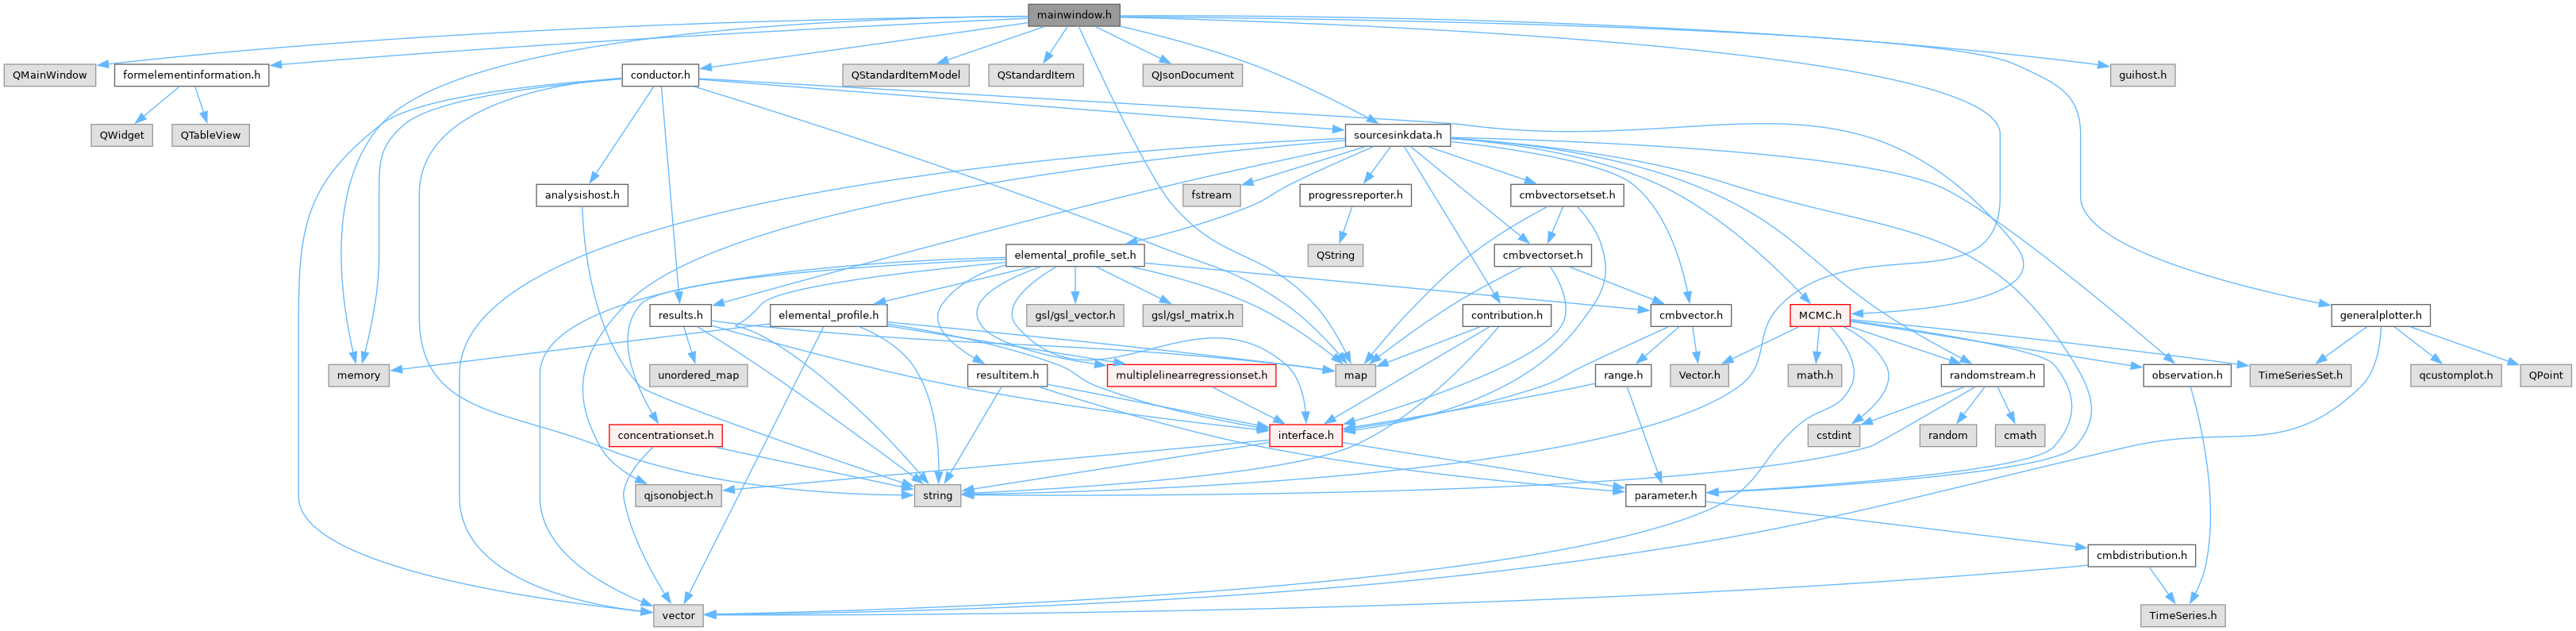 mainwindow.h
QMainWindow
formelementinformation.h
conductor.h
QStandardItemModel
QStandardItem
QJsonDocument
guihost.h
QWidget
QTableView
sourcesinkdata.h
analysishost.h
fstream
progressreporter.h
cmbvectorsetset.h
elemental_profile_set.h
QString
cmbvectorset.h
results.h
elemental_profile.h
gsl/gsl_vector.h
gsl/gsl_matrix.h
contribution.h
cmbvector.h
MCMC.h
generalplotter.h
memory
unordered_map
resultitem.h
multiplelinearregressionset.h
map
range.h
Vector.h
math.h
randomstream.h
observation.h
TimeSeriesSet.h
qcustomplot.h
QPoint
concentrationset.h
interface.h
cstdint
random
cmath
qjsonobject.h
string
parameter.h
cmbdistribution.h
vector
TimeSeries.h